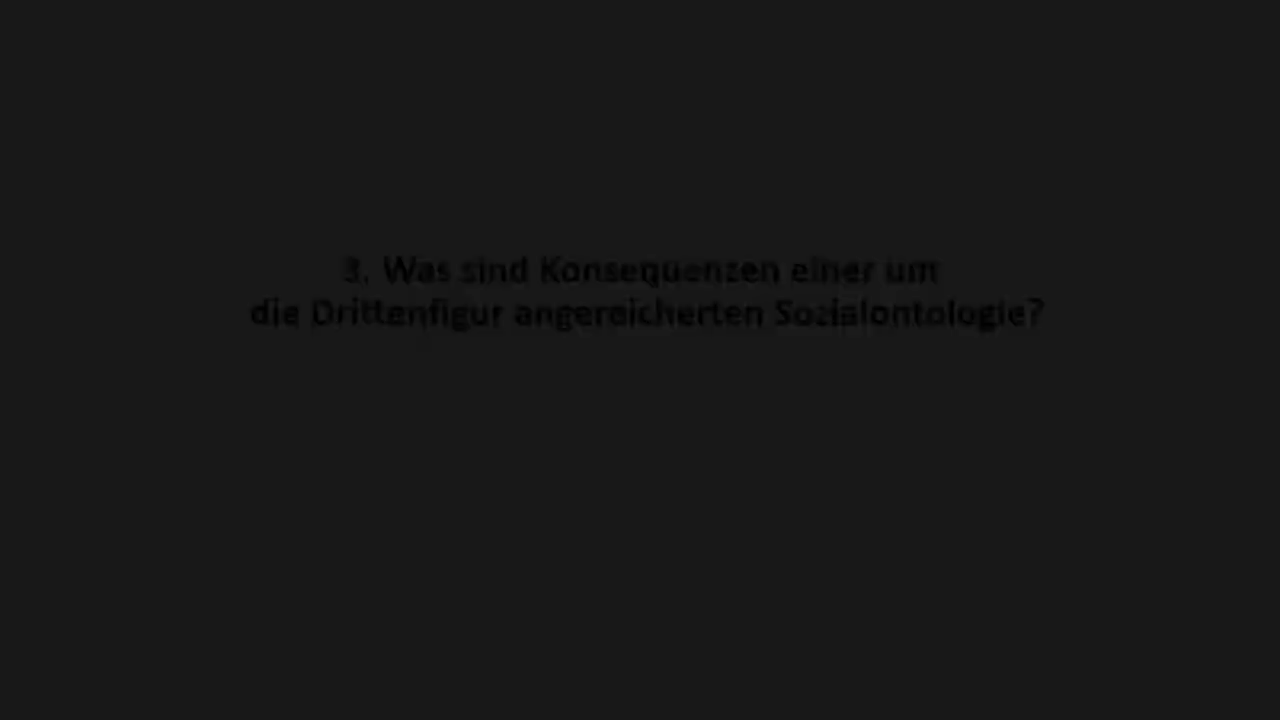 3. Was sind Konsequenzen einer um
die Drittenfigur angereicherten Sozialontologie?